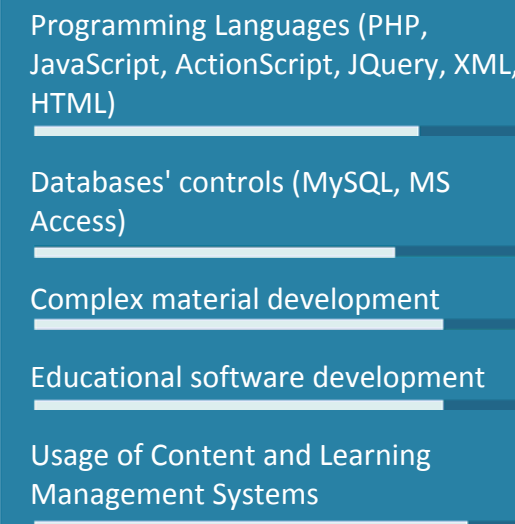 Programming Languages (PHP,
JavaScript, ActionScript, JQuery, XML,
HTML)
Databases' controls (MySQL, MS
Access)
Complex material development
Educational software development
Usage of Content and Learning
Management Systems